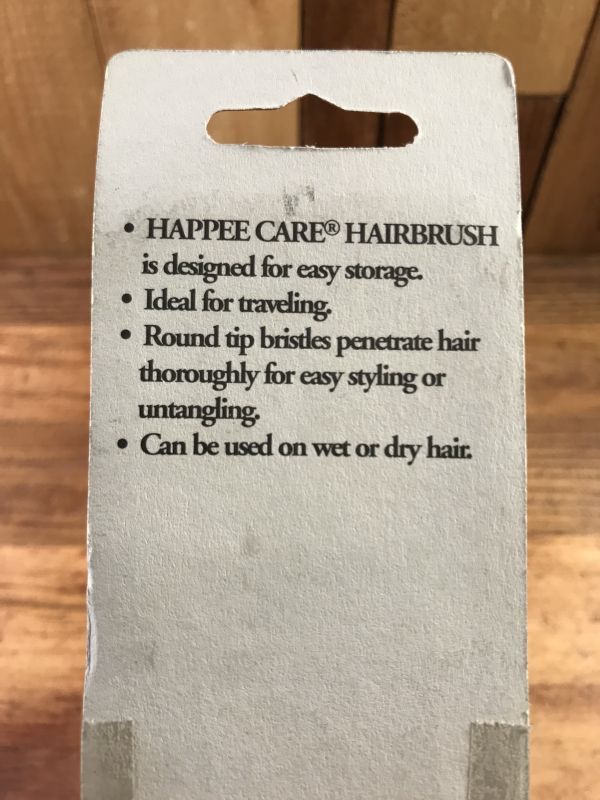 • HAPPEE CARE® HAIRBRUSH
is designed for easy storage.
• Ideal for traveling.
• Round tip bristles penetrate hair
thoroughly for easy styling or
untangling.
• Can be used on wet or dry hair.